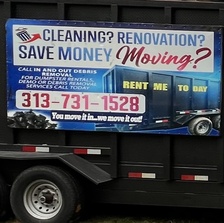 CLEANING? RENOVATION?
SAVE MONEY Moving?
CALL IN AND OUT DEBRIS
REMOVAL
FOR DUMPSTER RENTALS,
DEMO OR DEBRIS REMOVAL
SERVICES CALL TODAY
RENT ME TO DAY
313-731-1528
You move it in...we move it out!